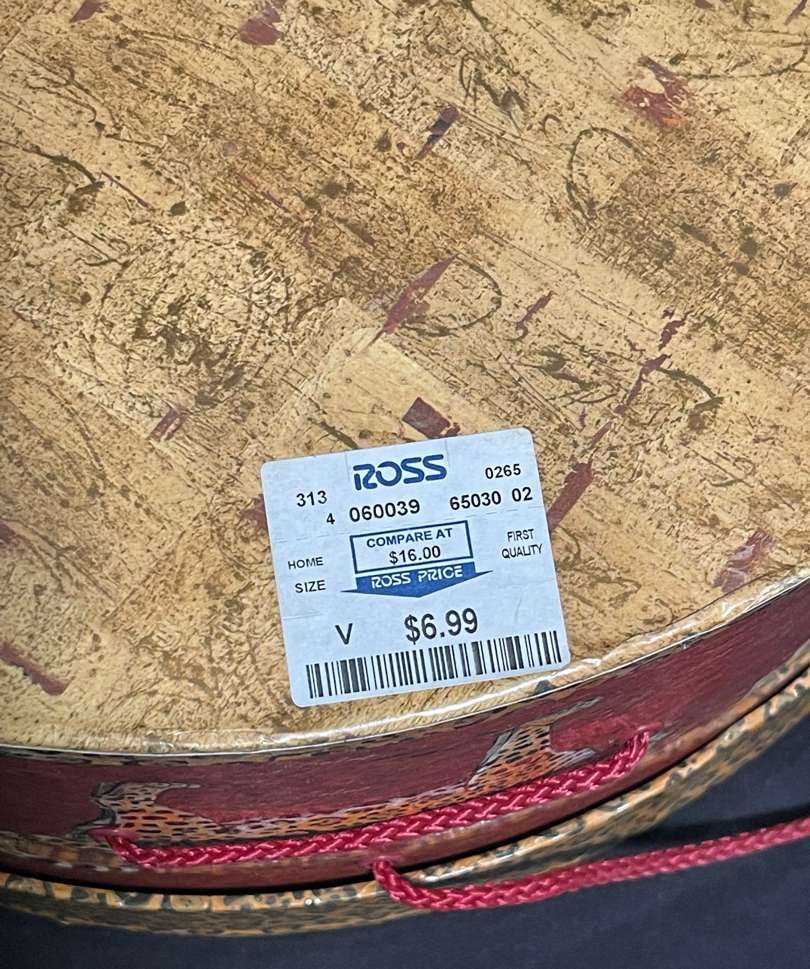 ROSS
313 0265
4 060039 65030 02
COMPARE AT
$16.00
ROSS PRICE
HOME
SIZE
FIRST
QUALITY
V $6.99